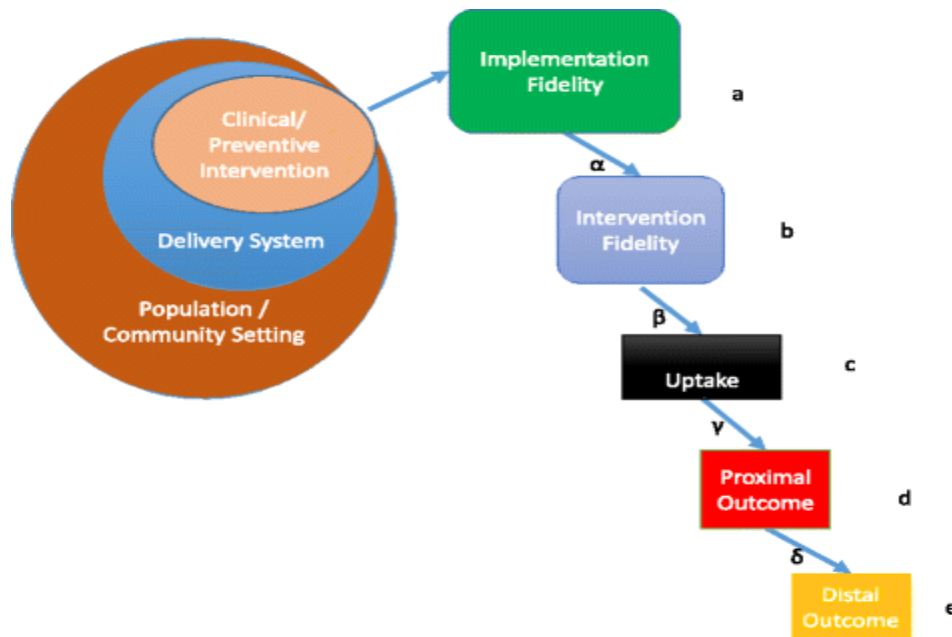 Clinical/
Preventive
Intervention
Delivery System
Population /
Community Setting
Implementation
Fidelity
a
α
Intervention
Fidelity
b
β
Uptake
c
γ
Proximal
Outcome
d
δ
Distal
Outcome
e